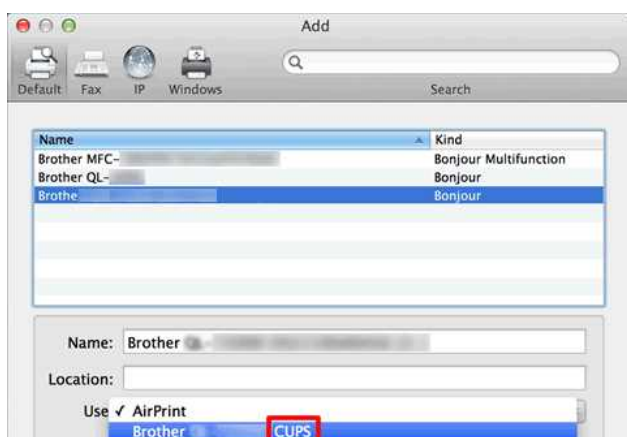 Add
Default Fax IP Windows Search
Name Kind
Brother MFC- Bonjour Multifunction
Brother QL- Bonjour
Brothe Bonjour
Name: Brother
Location:
Use ✓ AirPrint
Brother CUPS